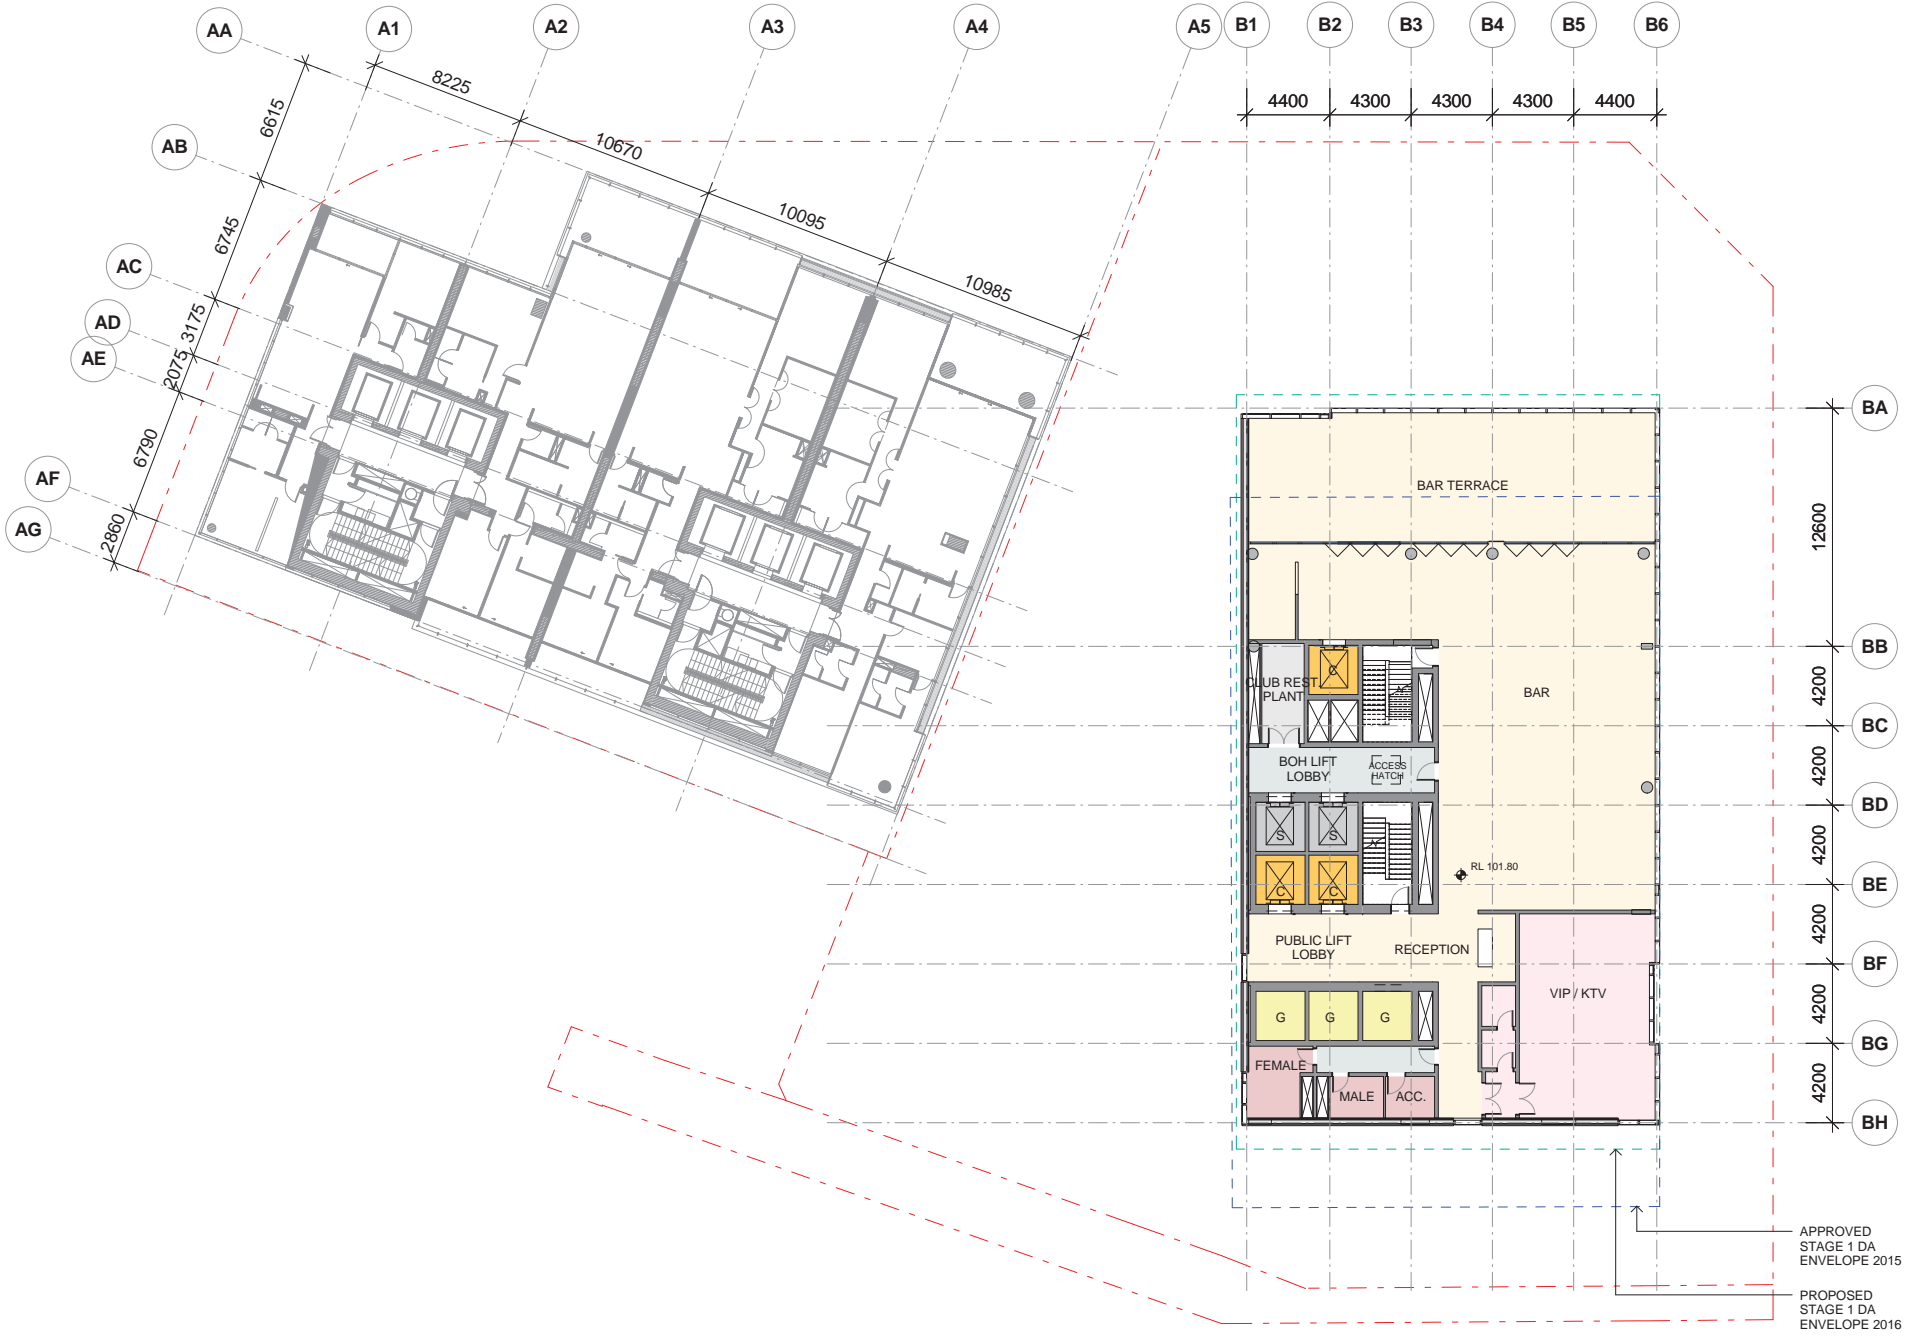 AA
A1
A2
A3
A4
A5
B1
B2
B3
B4
B5
B6
8225
10670
10095
10985
4400
4300
4300
4300
4400
AB
AC
AD
AE
AF
AG
6615
6745
3175
2075
6790
2860
BA
BB
BC
BD
BE
BF
BG
BH
12600
4200
4200
4200
4200
4200
4200
BAR TERRACE
CLUB REST.
PLANT
C
BAR
BOH LIFT
LOBBY
ACCESS
HATCH
S
S
C
C
RL 101.80
PUBLIC LIFT
LOBBY
RECEPTION
VIP / KTV
G
G
G
FEMALE
MALE
ACC.
APPROVED
STAGE 1 DA
ENVELOPE 2015
PROPOSED
STAGE 1 DA
ENVELOPE 2016